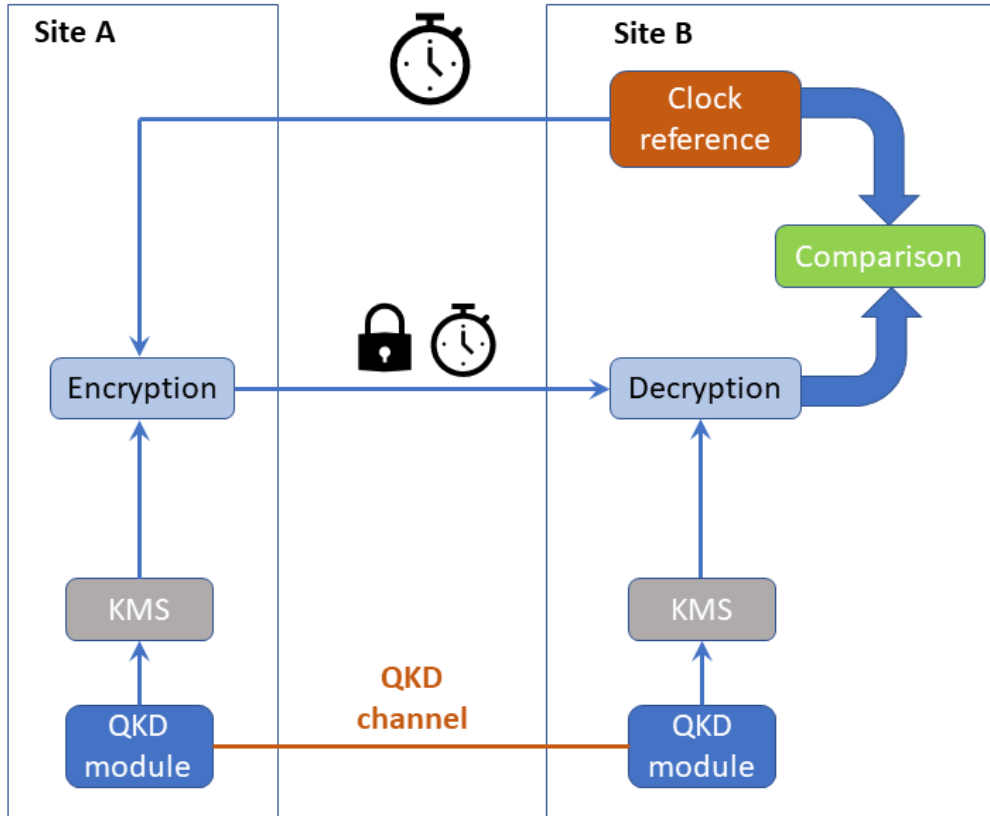 Site A
Site B
Clock
reference
Comparison
Encryption
Decryption
KMS
KMS
QKD
channel
QKD
module
QKD
module